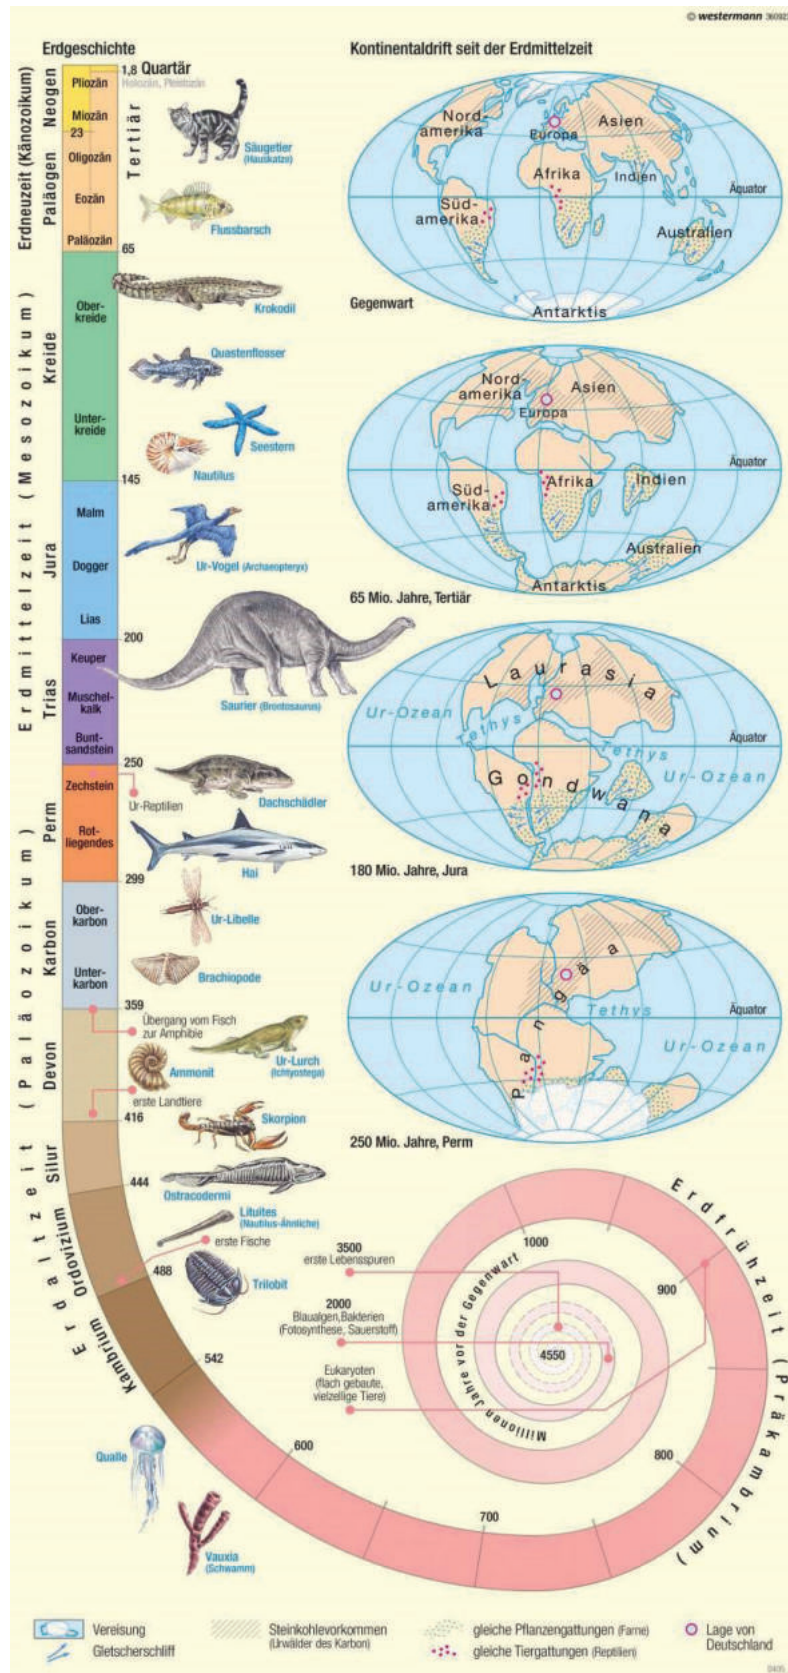 © westermann
Erdgeschichte
Kontinentaldrift seit der Erdmittelzeit
Erdneuzeit (Känozoikum)
Neogen
Paläogen
Tertiär
1,8 Quartär
Holozän, Pleistozän
Pliozän
Miozän
23
Oligozän
Eozän
Paläozän
65
Säugetier
(Hauskatze)
Flussbarsch
Erdmittelzeit (Mesozoikum)
Kreide
Ober-
kreide
Unter-
kreide
145
Krokodil
Quastenflosser
Seestern
Nautilus
Jura
Malm
Dogger
Lias
200
Ur-Vogel (Archaeopteryx)
Trias
Keuper
Muschel-
kalk
Bunt-
sandstein
250
Saurier (Brontosaurus)
Erdaltzeit (Paläozoikum)
Perm
Zechstein
Rot-
liegendes
299
Ur-Reptilien
Dachschädler
Hai
Karbon
Ober-
karbon
Unter-
karbon
359
Ur-Libelle
Brachiopode
Devon
Übergang vom Fisch
zur Amphibie
Ur-Lurch
(Ichtyostega)
Ammonit
erste Landtiere
416
Skorpion
Silur
444
Ostracodermi
Ordovizium
Lituites
(Nautilus-Ähnliche)
erste Fische
488
Trilobit
Kambrium
542
Qualle
Vauxia
(Schwamm)
600
700
800
900
1000
Erdfrühzeit (Präkambrium)
Millionen Jahre vor der Gegenwart
4550
3500
erste Lebensspuren
2000
Blaualgen, Bakterien
(Fotosynthese, Sauerstoff)
Eukaryoten
(flach gebaute,
vielzellige Tiere)
Nord-
amerika
Europa
Asien
Afrika
Indien
Süd-
amerika
Äquator
Australien
Antarktis
Gegenwart
Nord-
amerika
Europa
Asien
Äquator
Süd-
amerika
Afrika
Indien
Australien
Antarktis
65 Mio. Jahre, Tertiär
Laurasia
Ur-Ozean
Tethys
Tethys
Äquator
Gondwana
Ur-Ozean
180 Mio. Jahre, Jura
Pangäa
Ur-Ozean
Tethys
Äquator
Ur-Ozean
250 Mio. Jahre, Perm
Vereisung
Gletscherschliff
Steinkohlevorkommen
(Urwälder des Karbon)
gleiche Pflanzengattungen (Farne)
gleiche Tiergattungen (Reptilien)
Lage von
Deutschland